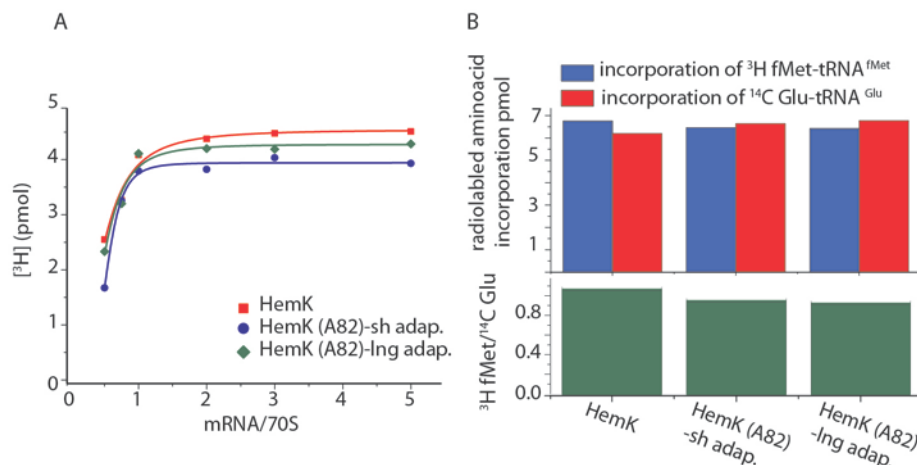 A
5
4
3
2
1
0
[³H] (pmol)
HemK
HemK (A82)-sh adap.
HemK (A82)-lng adap.
0 1 2 3 4 5
mRNA/70S
B
incorporation of ³H fMet-tRNA fMet
incorporation of ¹⁴C Glu-tRNA Glu
radiolabled aminoacid
incorporation pmol
7
5
3
1
³H fMet/¹⁴C Glu
0.8
0.4
0.0
HemK
HemK (A82)
-sh adap.
HemK (A82)
-lng adap.